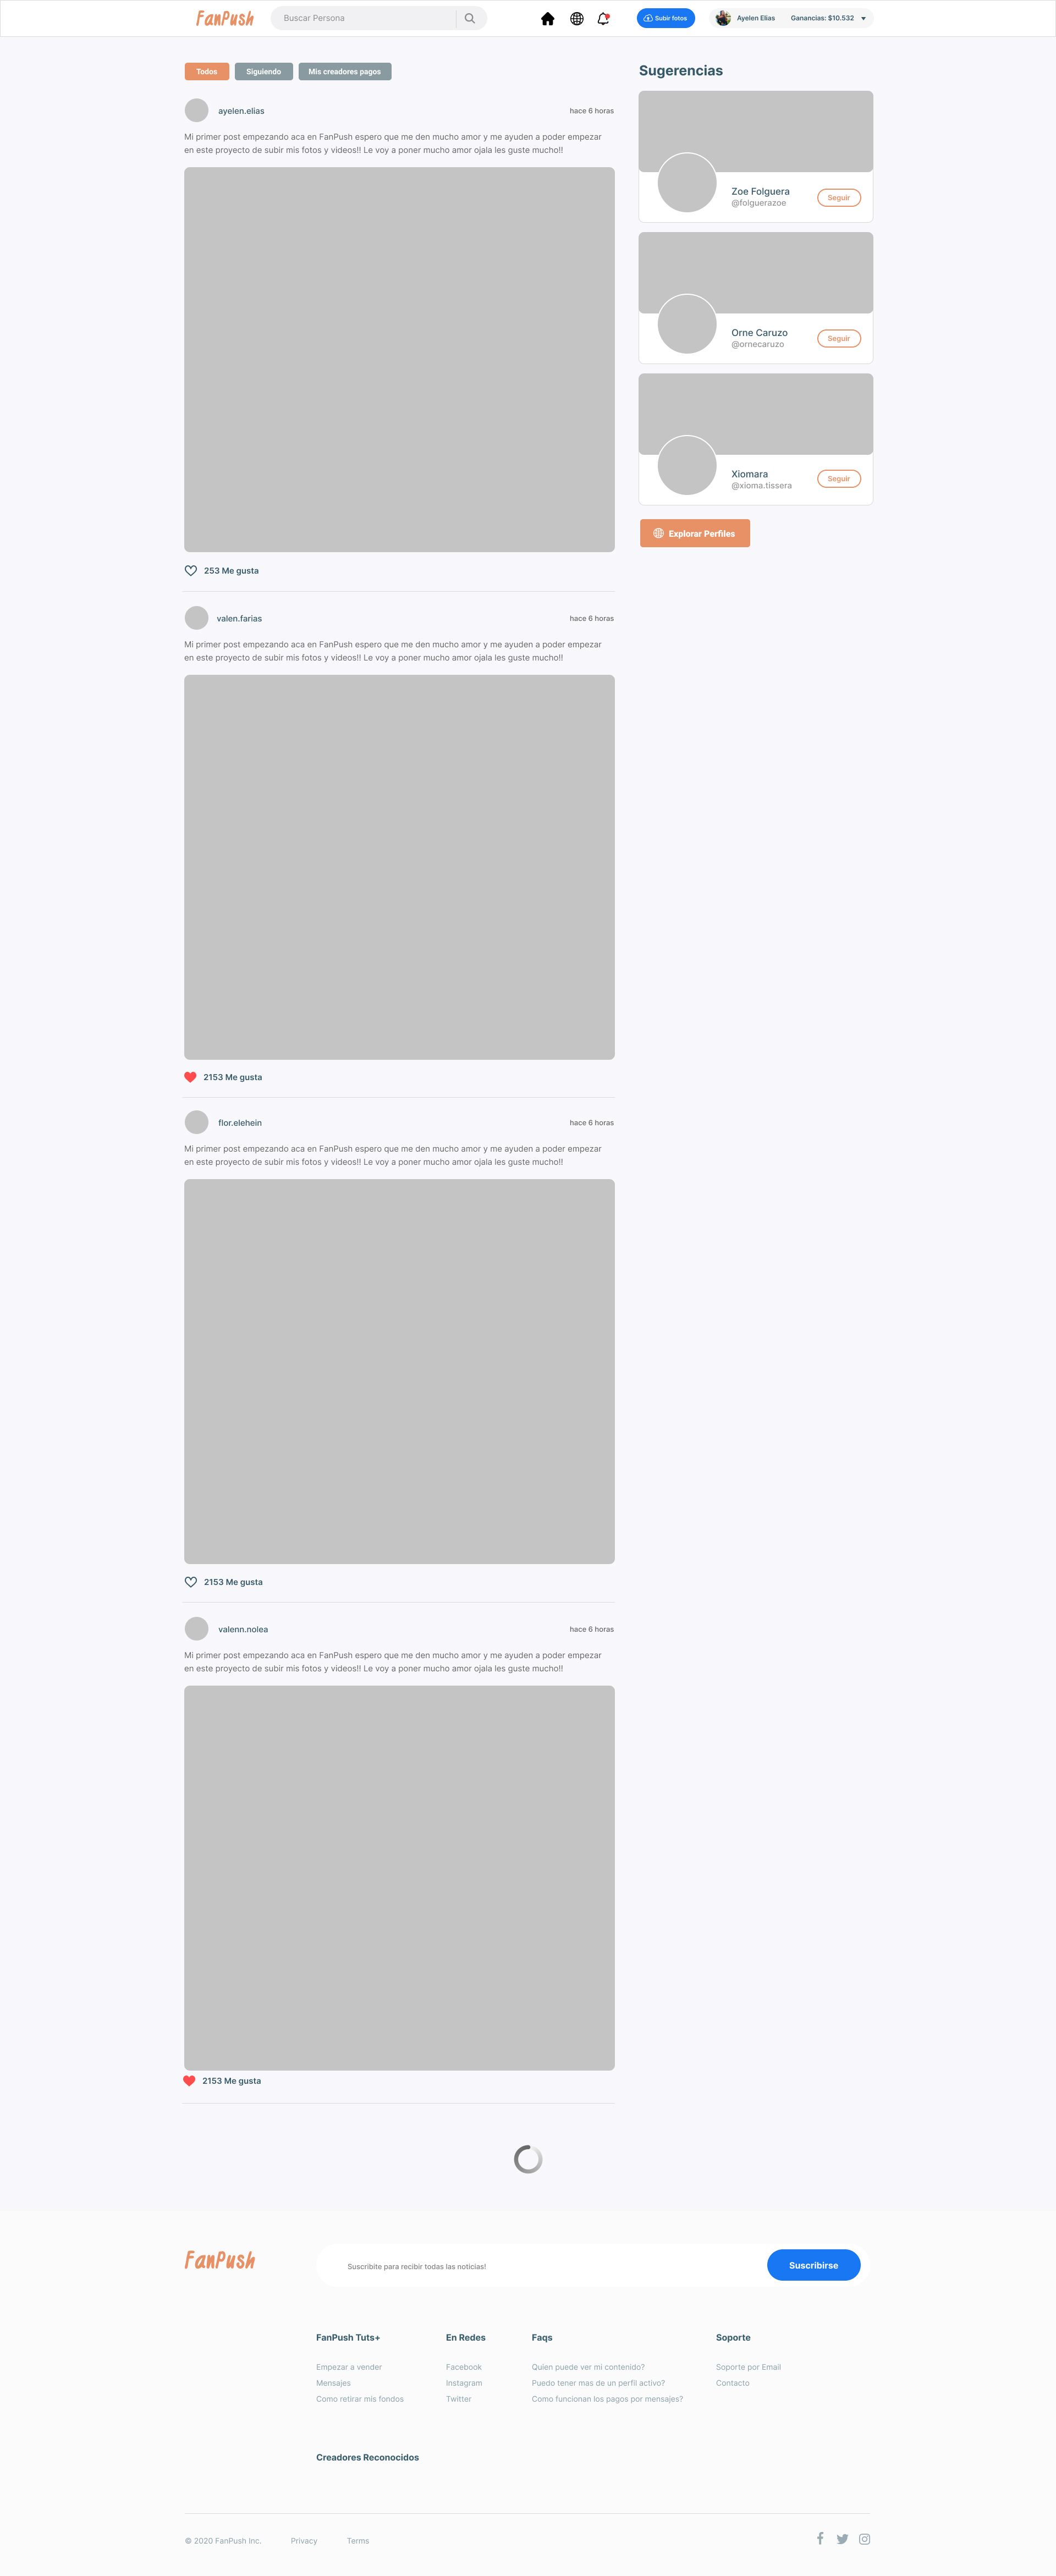 FanPush
Buscar Persona
Subir fotos
Ayelen Elias
Ganancias: $10.532
Todos
Siguiendo
Mis creadores pagos
ayelen.elias
hace 6 horas
Mi primer post empezando aca en FanPush espero que me den mucho amor y me ayuden a poder empezar
en este proyecto de subir mis fotos y videos!! Le voy a poner mucho amor ojala les guste mucho!!
253 Me gusta
valen.farias
hace 6 horas
Mi primer post empezando aca en FanPush espero que me den mucho amor y me ayuden a poder empezar
en este proyecto de subir mis fotos y videos!! Le voy a poner mucho amor ojala les guste mucho!!
2153 Me gusta
flor.elehein
hace 6 horas
Mi primer post empezando aca en FanPush espero que me den mucho amor y me ayuden a poder empezar
en este proyecto de subir mis fotos y videos!! Le voy a poner mucho amor ojala les guste mucho!!
2153 Me gusta
valenn.nolea
hace 6 horas
Mi primer post empezando aca en FanPush espero que me den mucho amor y me ayuden a poder empezar
en este proyecto de subir mis fotos y videos!! Le voy a poner mucho amor ojala les guste mucho!!
2153 Me gusta
Sugerencias
Zoe Folguera
@folguerazoe
Seguir
Orne Caruzo
@ornecaruzo
Seguir
Xiomara
@xioma.tissera
Seguir
Explorar Perfiles
FanPush
Suscribite para recibir todas las noticias!
Suscribirse
FanPush Tuts+
Empezar a vender
Mensajes
Como retirar mis fondos
En Redes
Facebook
Instagram
Twitter
Faqs
Quien puede ver mi contenido?
Puedo tener mas de un perfil activo?
Como funcionan los pagos por mensajes?
Soporte
Soporte por Email
Contacto
Creadores Reconocidos
© 2020 FanPush Inc.
Privacy
Terms